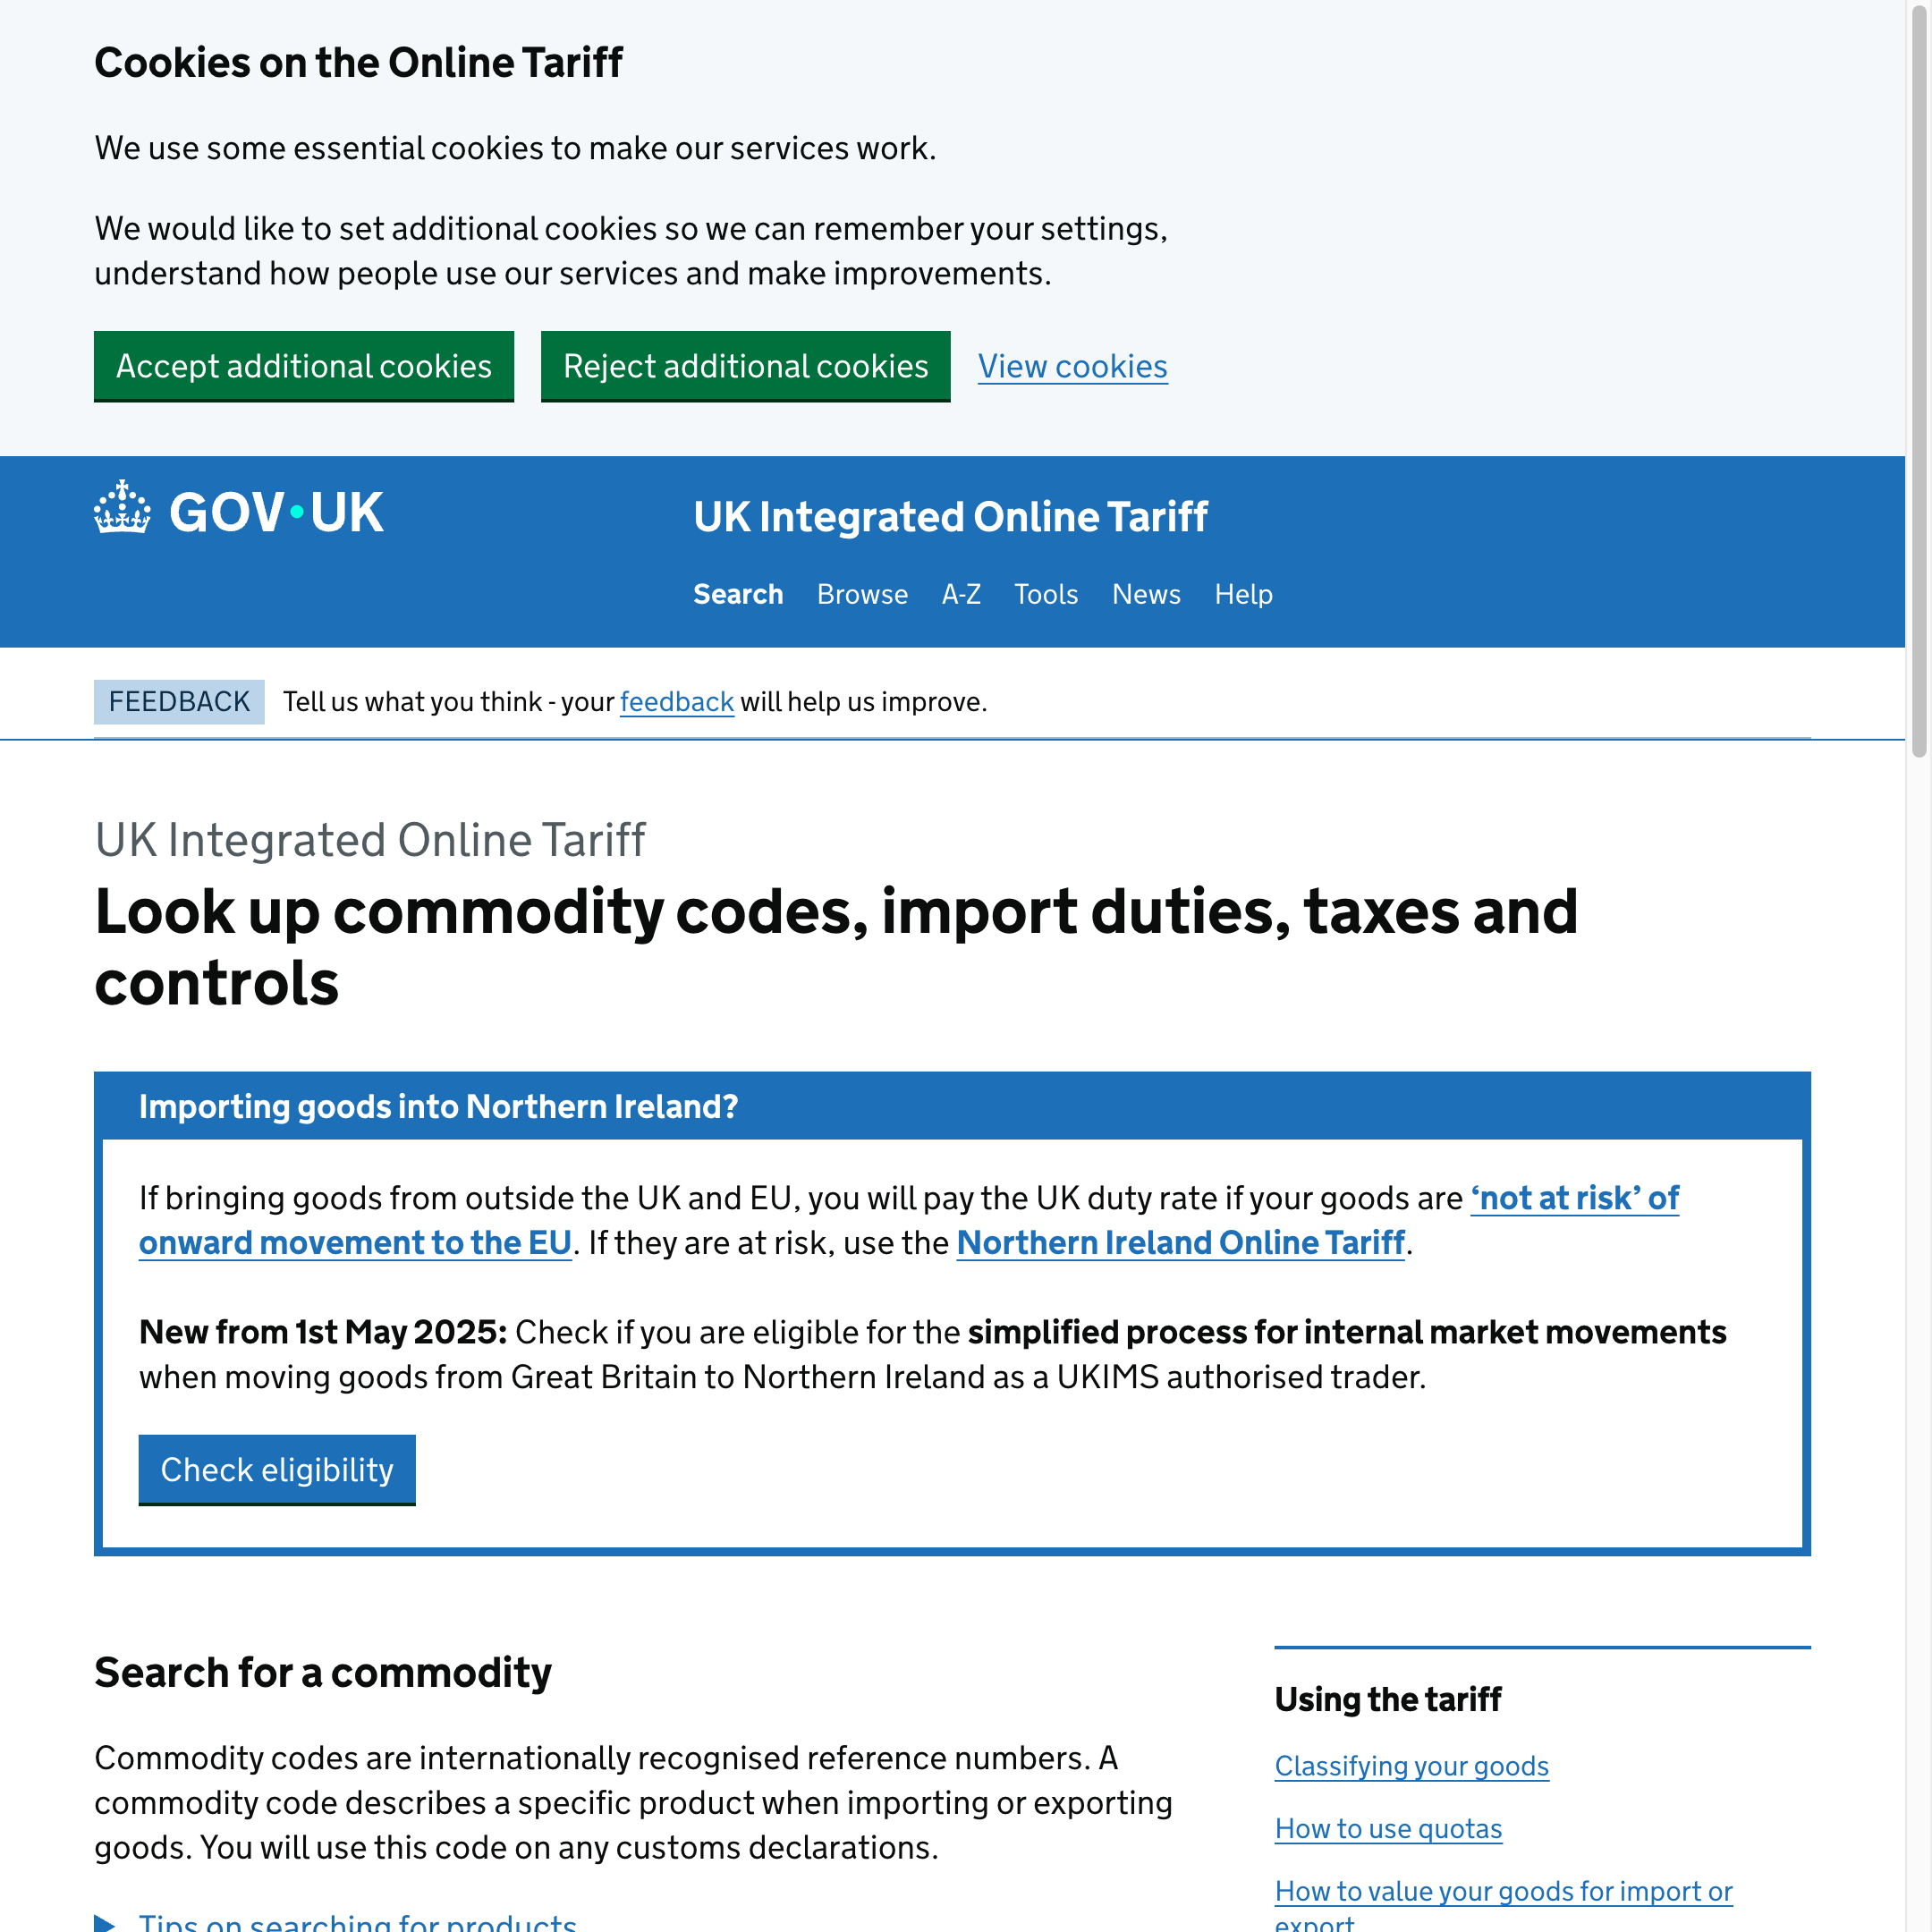 Cookies on the Online Tariff
We use some essential cookies to make our services work.
We would like to set additional cookies so we can remember your settings,
understand how people use our services and make improvements.
Accept additional cookies Reject additional cookies View cookies
GOV·UK UK Integrated Online Tariff
Search Browse A-Z Tools News Help
FEEDBACK Tell us what you think - your feedback will help us improve.
UK Integrated Online Tariff
Look up commodity codes, import duties, taxes and
controls
Importing goods into Northern Ireland?
If bringing goods from outside the UK and EU, you will pay the UK duty rate if your goods are ‘not at risk’ of
onward movement to the EU. If they are at risk, use the Northern Ireland Online Tariff.
New from 1st May 2025: Check if you are eligible for the simplified process for internal market movements
when moving goods from Great Britain to Northern Ireland as a UKIMS authorised trader.
Check eligibility
Search for a commodity
Commodity codes are internationally recognised reference numbers. A
commodity code describes a specific product when importing or exporting
goods. You will use this code on any customs declarations.
Tips on searching for products
Using the tariff
Classifying your goods
How to use quotas
How to value your goods for import or
export